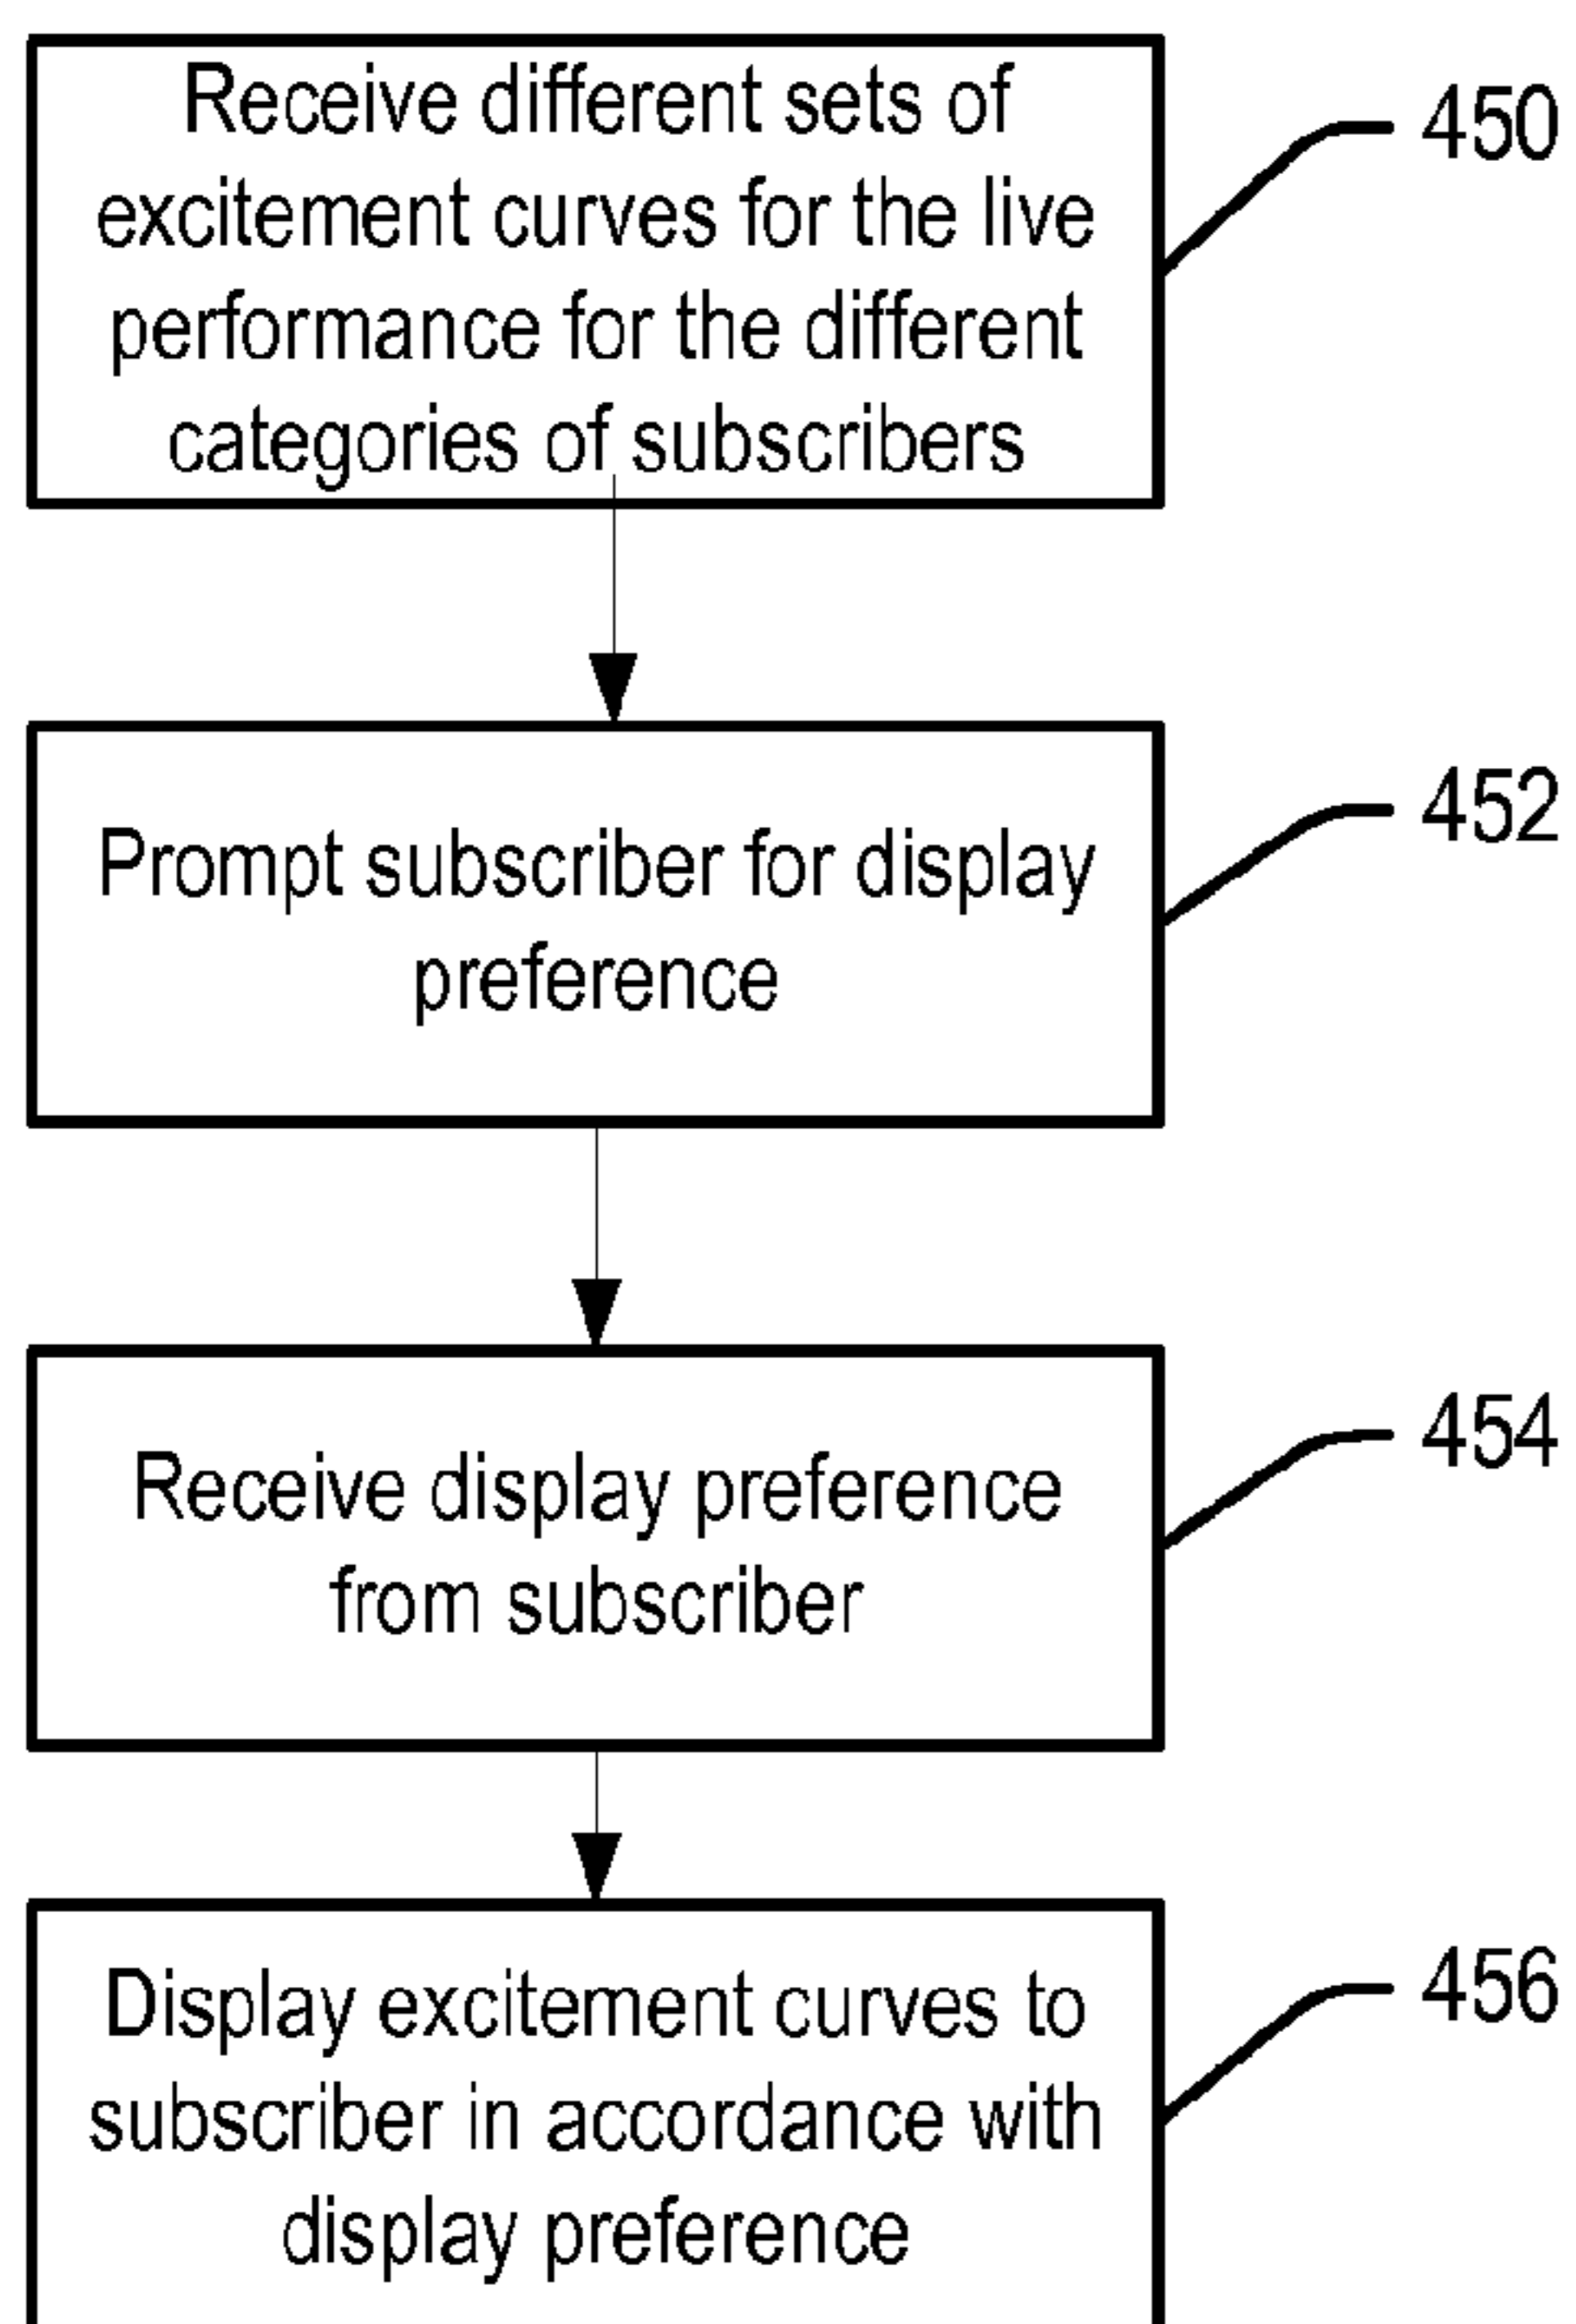 Receive different sets of
excitement curves for the live
performance for the different
categories of subscribers
450
Prompt subscriber for display
preference
452
Receive display preference
from subscriber
454
Display excitement curves to
subscriber in accordance with
display preference
456